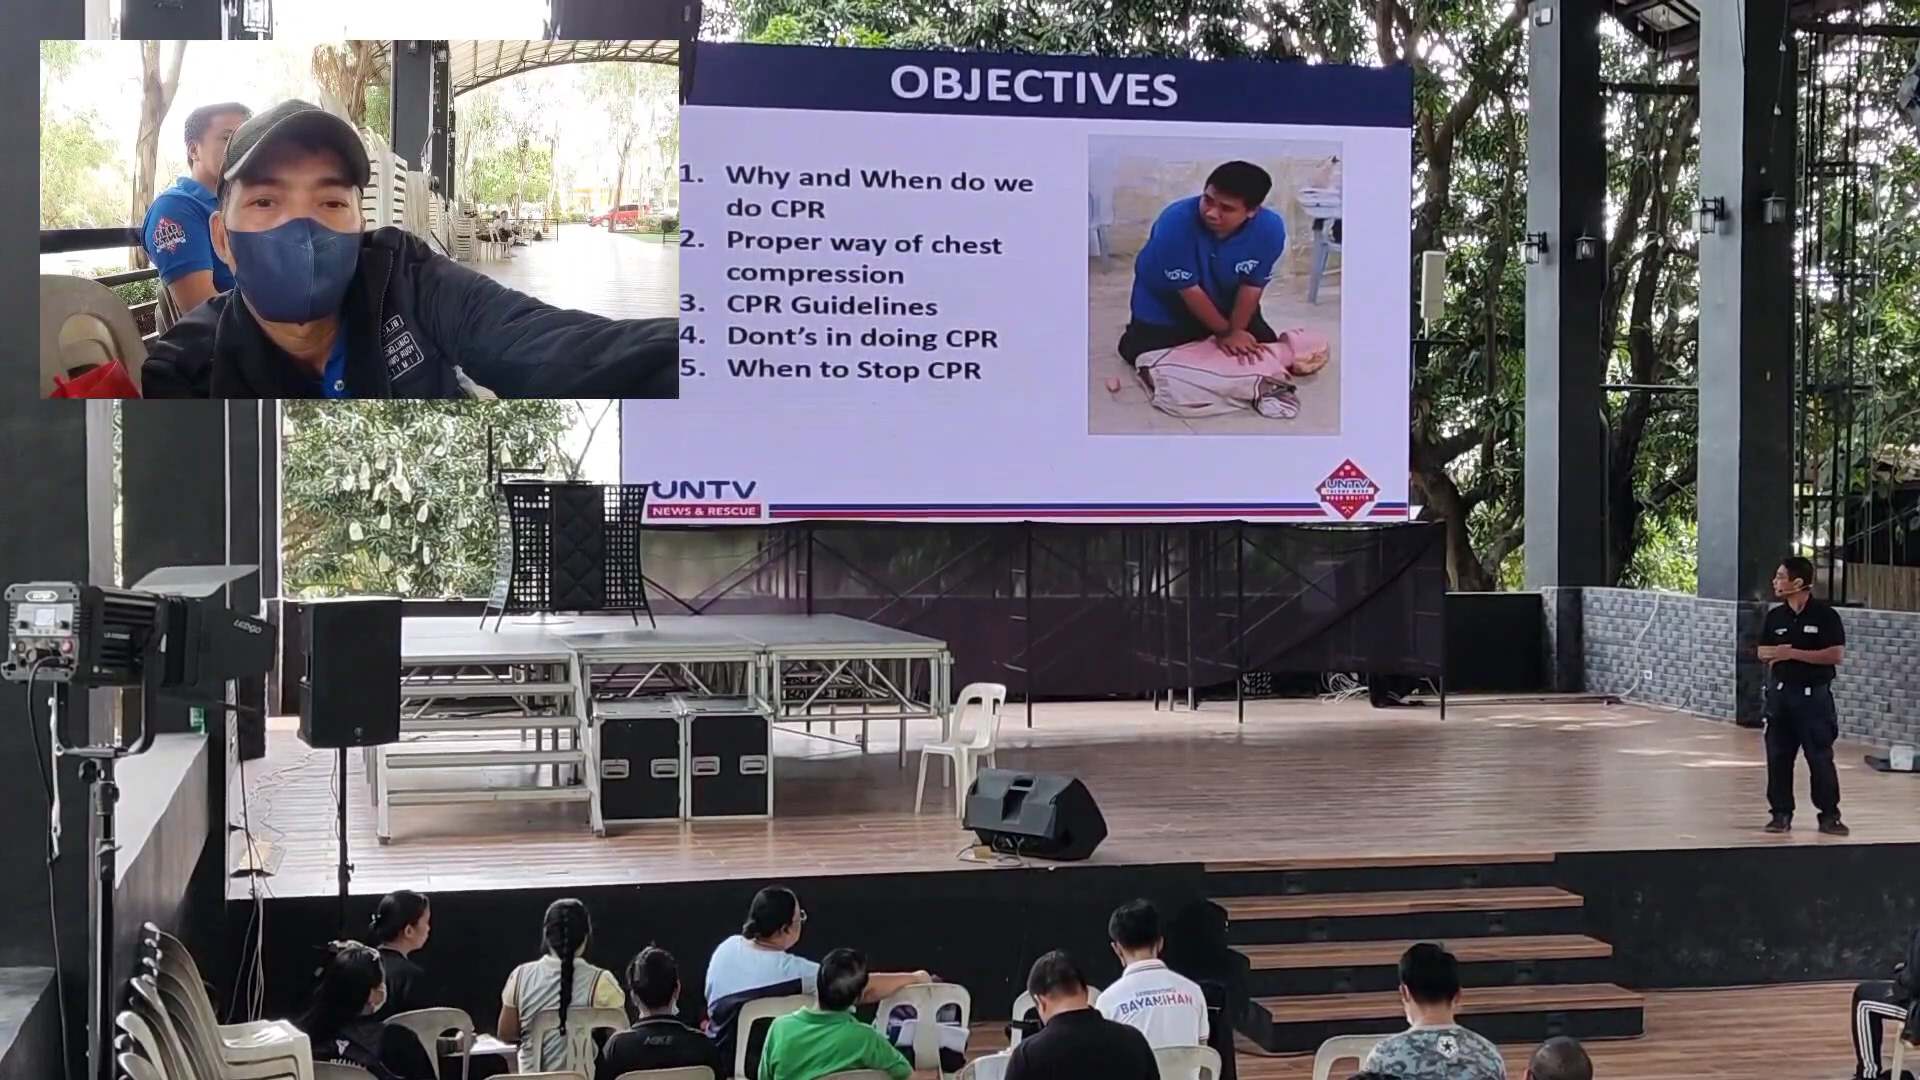 OBJECTIVES
1. Why and When do we
do CPR
2. Proper way of chest
compression
3. CPR Guidelines
4. Dont's in doing CPR
5. When to Stop CPR
UNTV
NEWS & RESCUE
UNTV
LEDGO
BAYANIHAN
NIKE